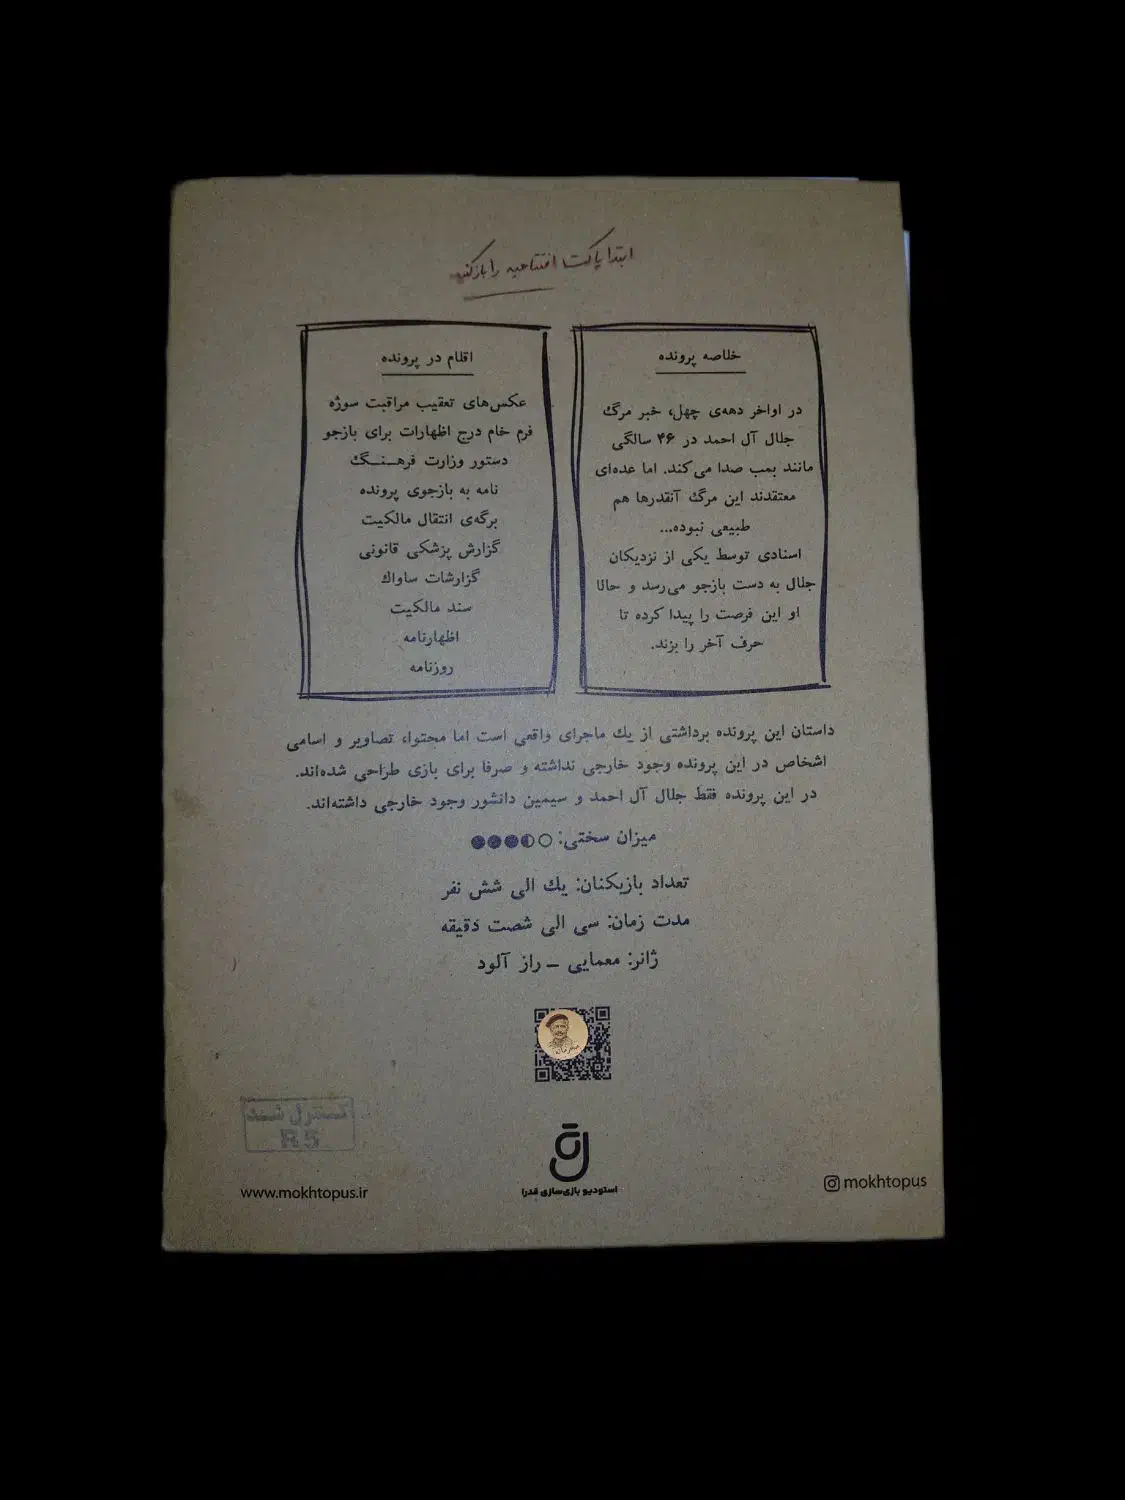 ابتدا پاکت افتتاحیه را باز کنید
خلاصه پرونده
در اواخر دهه‌ی چهل، خبر مرگ
جلال آل احمد در ۴۶ سالگی
مانند بمب صدا می‌کند. اما عده‌ای
معتقدند این مرگ آنقدرها هم
طبیعی نبوده...
اسنادی توسط یکی از نزدیکان
جلال به دست بازجو می‌رسد و حالا
او این فرصت را پیدا کرده تا
حرف آخر را بزند.
اقلام در پرونده
عکس‌های تعقیب مراقبت سوژه
فرم خام درج اظهارات برای بازجو
دستور وزارت فرهنگ
نامه به بازجوی پرونده
برگه‌ی انتقال مالکیت
گزارش پزشکی قانونی
گزارشات ساواک
سند مالکیت
اظهارنامه
روزنامه
داستان این پرونده برداشتی از یك ماجرای واقعی است اما محتوا، تصاویر و اسامی
اشخاص در این پرونده وجود خارجی نداشته و صرفا برای بازی طراحی شده‌اند.
در این پرونده فقط جلال آل احمد و سیمین دانشور وجود خارجی داشته‌اند.
میزان سختی:
تعداد بازیکنان: یك الی شش نفر
مدت زمان: سی الی شصت دقیقه
ژانر: معمایی - راز آلود
کنترل شد
R5
استودیو بازی‌سازی قدرا
www.mokhtopus.ir
mokhtopus